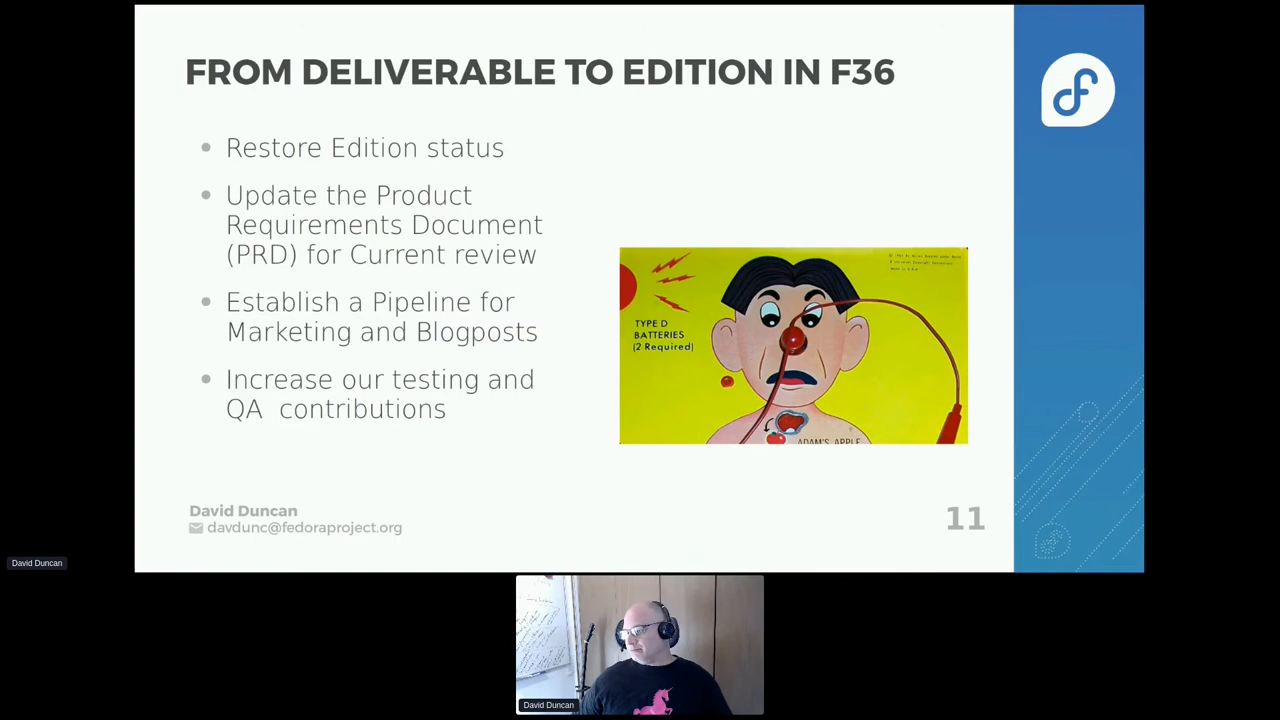 FROM DELIVERABLE TO EDITION IN F36
Restore Edition status
Update the Product
Requirements Document
(PRD) for Current review
Establish a Pipeline for
Marketing and Blogposts
Increase our testing and
QA contributions
TYPE D
BATTERIES
(2 Required)
ADAM'S APPLE
David Duncan
davdunc@fedoraproject.org
11
David Duncan
David Duncan